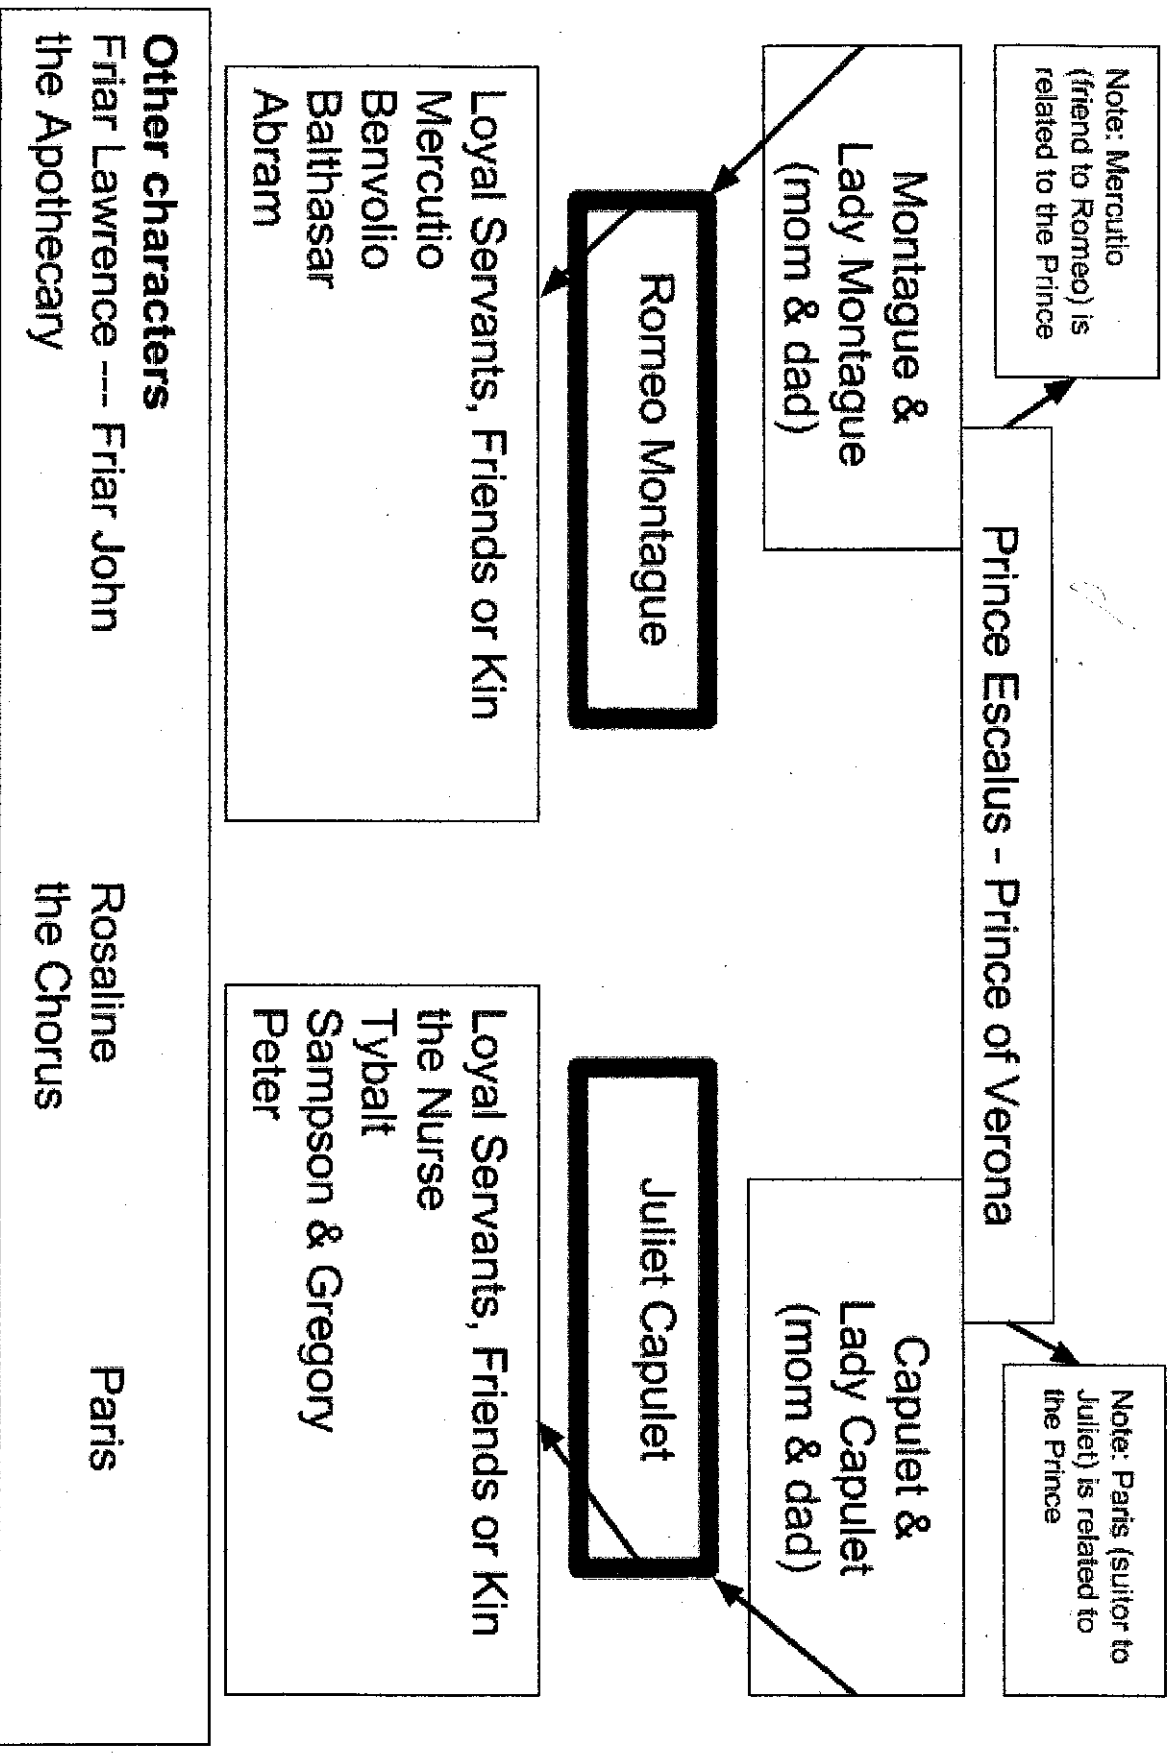 Note: Mercutio
(friend to Romeo) is
related to the Prince
Prince Escalus - Prince of Verona
Note: Paris (suitor to
Juliet) is related to
the Prince
Montague &
Lady Montague
(mom & dad)
Capulet &
Lady Capulet
(mom & dad)
Romeo Montague
Juliet Capulet
Loyal Servants, Friends or Kin
Mercutio
Benvolio
Balthasar
Abram
Loyal Servants, Friends or Kin
the Nurse
Tybalt
Sampson & Gregory
Peter
Other characters
Friar Lawrence --- Friar John Rosaline Paris
the Apothecary the Chorus